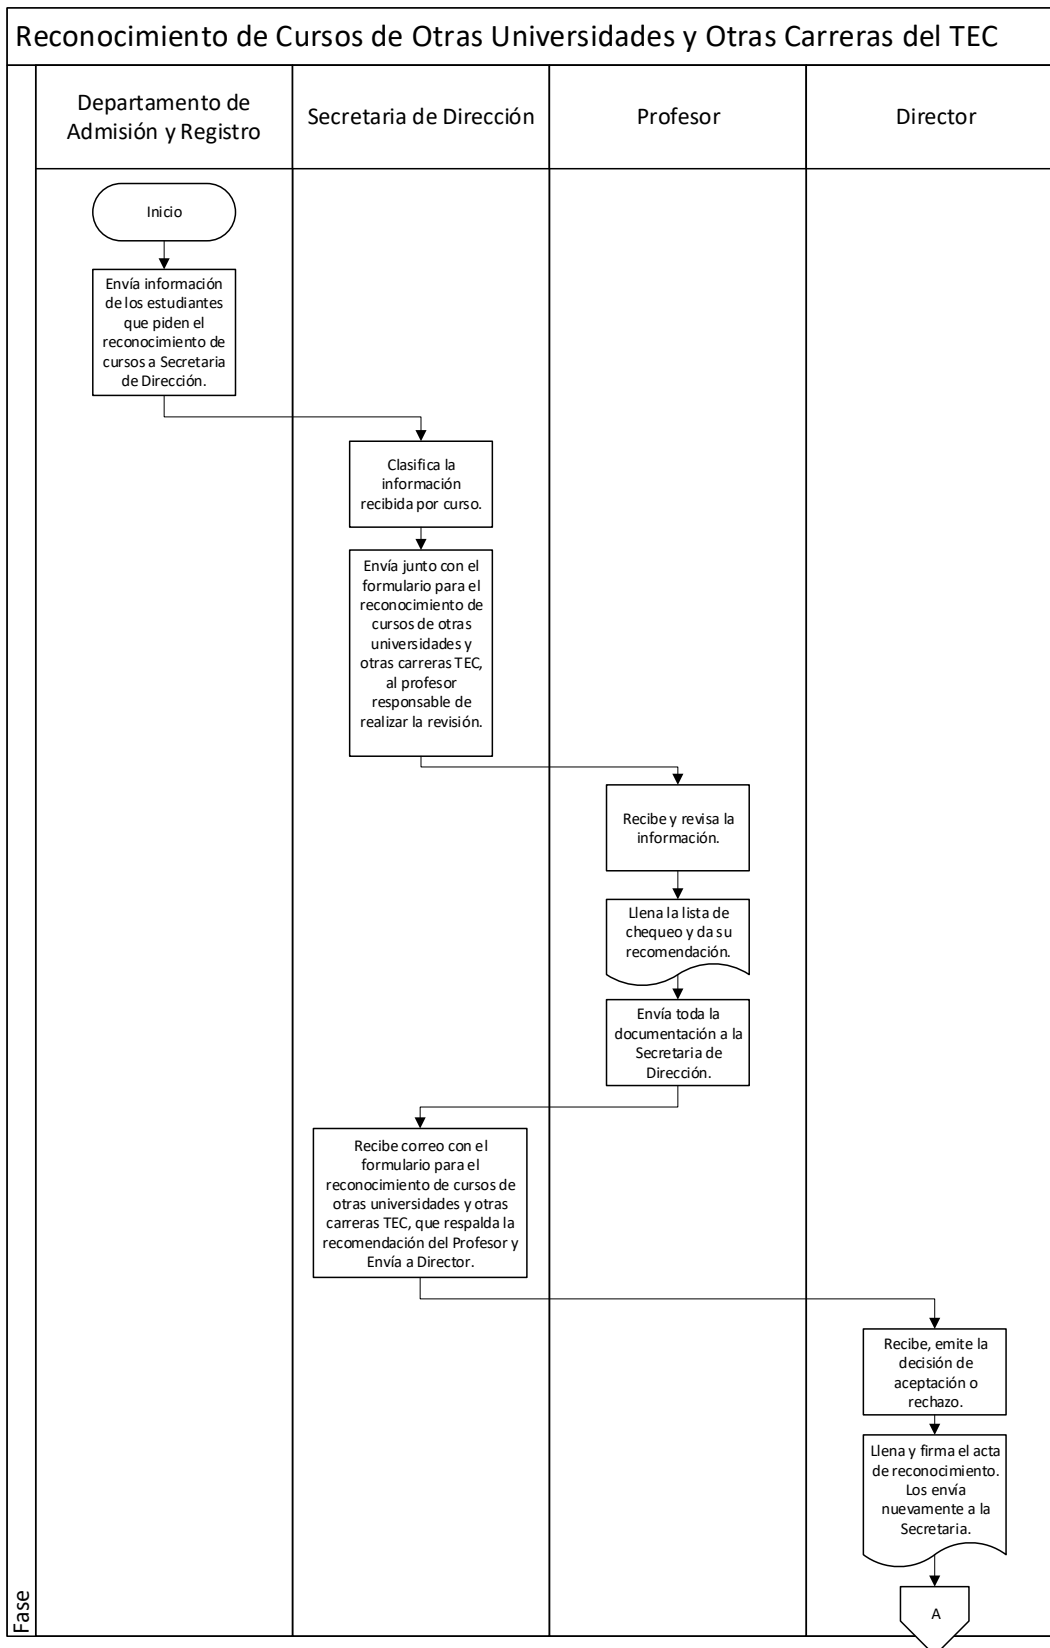 Reconocimiento de Cursos de Otras Universidades y Otras Carreras del TEC
Departamento de
Admisión y Registro
Secretaria de Dirección
Profesor
Director
Inicio
Envía información
de los estudiantes
que piden el
reconocimiento de
cursos a Secretaria
de Dirección.
Clasifica la
información
recibida por curso.
Envía junto con el
formulario para el
reconocimiento de
cursos de otras
universidades y
otras carreras TEC,
al profesor
responsable de
realizar la revisión.
Recibe y revisa la
información.
Llena la lista de
chequeo y da su
recomendación.
Envía toda la
documentación a la
Secretaria de
Dirección.
Recibe correo con el
formulario para el
reconocimiento de cursos de
otras universidades y otras
carreras TEC, que respalda la
recomendación del Profesor y
Envía a Director.
Recibe, emite la
decisión de
aceptación o
rechazo.
Llena y firma el acta
de reconocimiento.
Los envía
nuevamente a la
Secretaria.
A
Fase